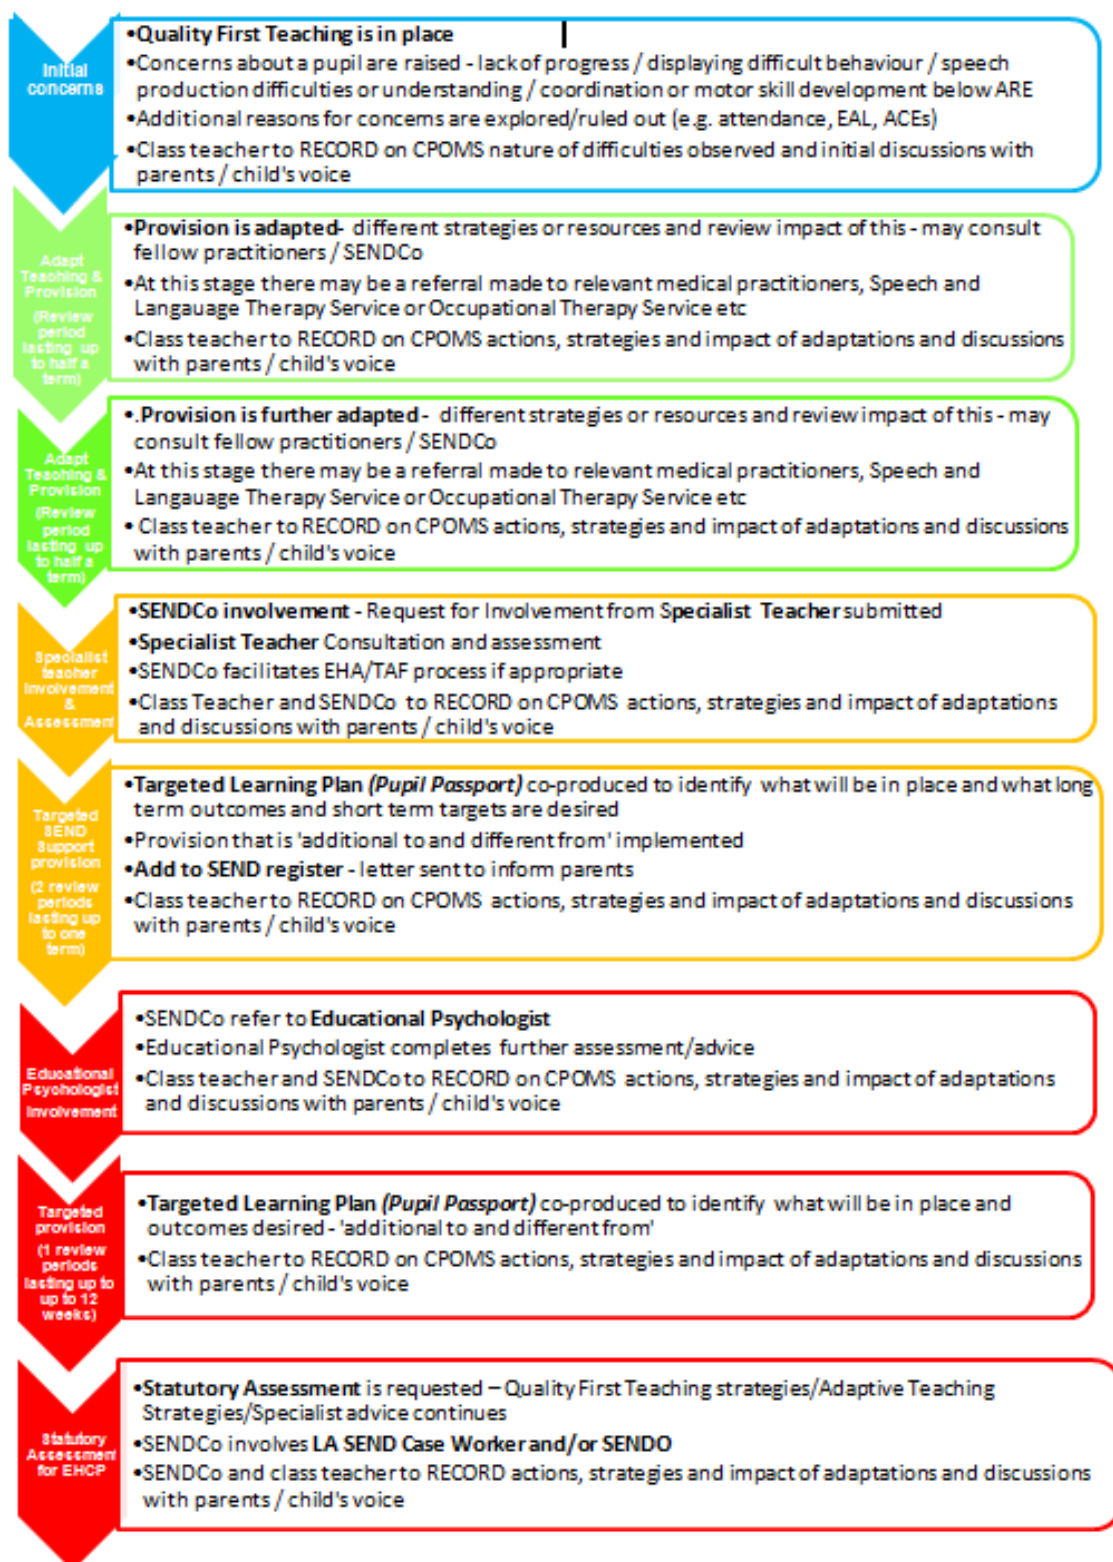 Initial
concerns
•Quality First Teaching is in place
•Concerns about a pupil are raised - lack of progress / displaying difficult behaviour / speech
production difficulties or understanding / coordination or motor skill development below ARE
•Additional reasons for concerns are explored/ruled out (e.g. attendance, EAL, ACEs)
•Class teacher to RECORD on CPOMS nature of difficulties observed and initial discussions with
parents / child's voice
Adapt
Teaching &
Provision
(Review
period
lasting up
to half a
term)
•Provision is adapted- different strategies or resources and review impact of this - may consult
fellow practitioners / SENDCo
•At this stage there may be a referral made to relevant medical practitioners, Speech and
Langauage Therapy Service or Occupational Therapy Service etc
•Class teacher to RECORD on CPOMS actions, strategies and impact of adaptations and discussions
with parents / child's voice
Adapt
Teaching &
Provision
(Review
period
lasting up
to half a
term)
•.Provision is further adapted - different strategies or resources and review impact of this - may
consult fellow practitioners / SENDCo
•At this stage there may be a referral made to relevant medical practitioners, Speech and
Langauage Therapy Service or Occupational Therapy Service etc
• Class teacher to RECORD on CPOMS actions, strategies and impact of adaptations and discussions
with parents / child's voice
Specialist
teacher
Involvement
&
Assessment
•SENDCo involvement - Request for Involvement from Specialist Teacher submitted
•Specialist Teacher Consultation and assessment
•SENDCo facilitates EHA/TAF process if appropriate
•Class Teacher and SENDCo to RECORD on CPOMS actions, strategies and impact of adaptations
and discussions with parents / child's voice
Targeted
SEND
Support
provision
(2 review
periods
lasting up
to one
term)
•Targeted Learning Plan (Pupil Passport) co-produced to identify what will be in place and what long
term outcomes and short term targets are desired
•Provision that is 'additional to and different from' implemented
•Add to SEND register - letter sent to inform parents
•Class teacher to RECORD on CPOMS actions, strategies and impact of adaptations and discussions
with parents / child's voice
Educational
Psychologist
Involvement
•SENDCo refer to Educational Psychologist
•Educational Psychologist completes further assessment/advice
•Class teacher and SENDCo to RECORD on CPOMS actions, strategies and impact of adaptations
and discussions with parents / child's voice
Targeted
provision
(1 review
periods
lasting up to
up to 12
weeks)
•Targeted Learning Plan (Pupil Passport) co-produced to identify what will be in place and
outcomes desired - 'additional to and different from'
•Class teacher to RECORD on CPOMS actions, strategies and impact of adaptations and discussions
with parents / child's voice
Statutory
Assessment
for EHCP
•Statutory Assessment is requested – Quality First Teaching strategies/Adaptive Teaching
Strategies/Specialist advice continues
•SENDCo involves LA SEND Case Worker and/or SENDO
•SENDCo and class teacher to RECORD actions, strategies and impact of adaptations and discussions
with parents / child's voice